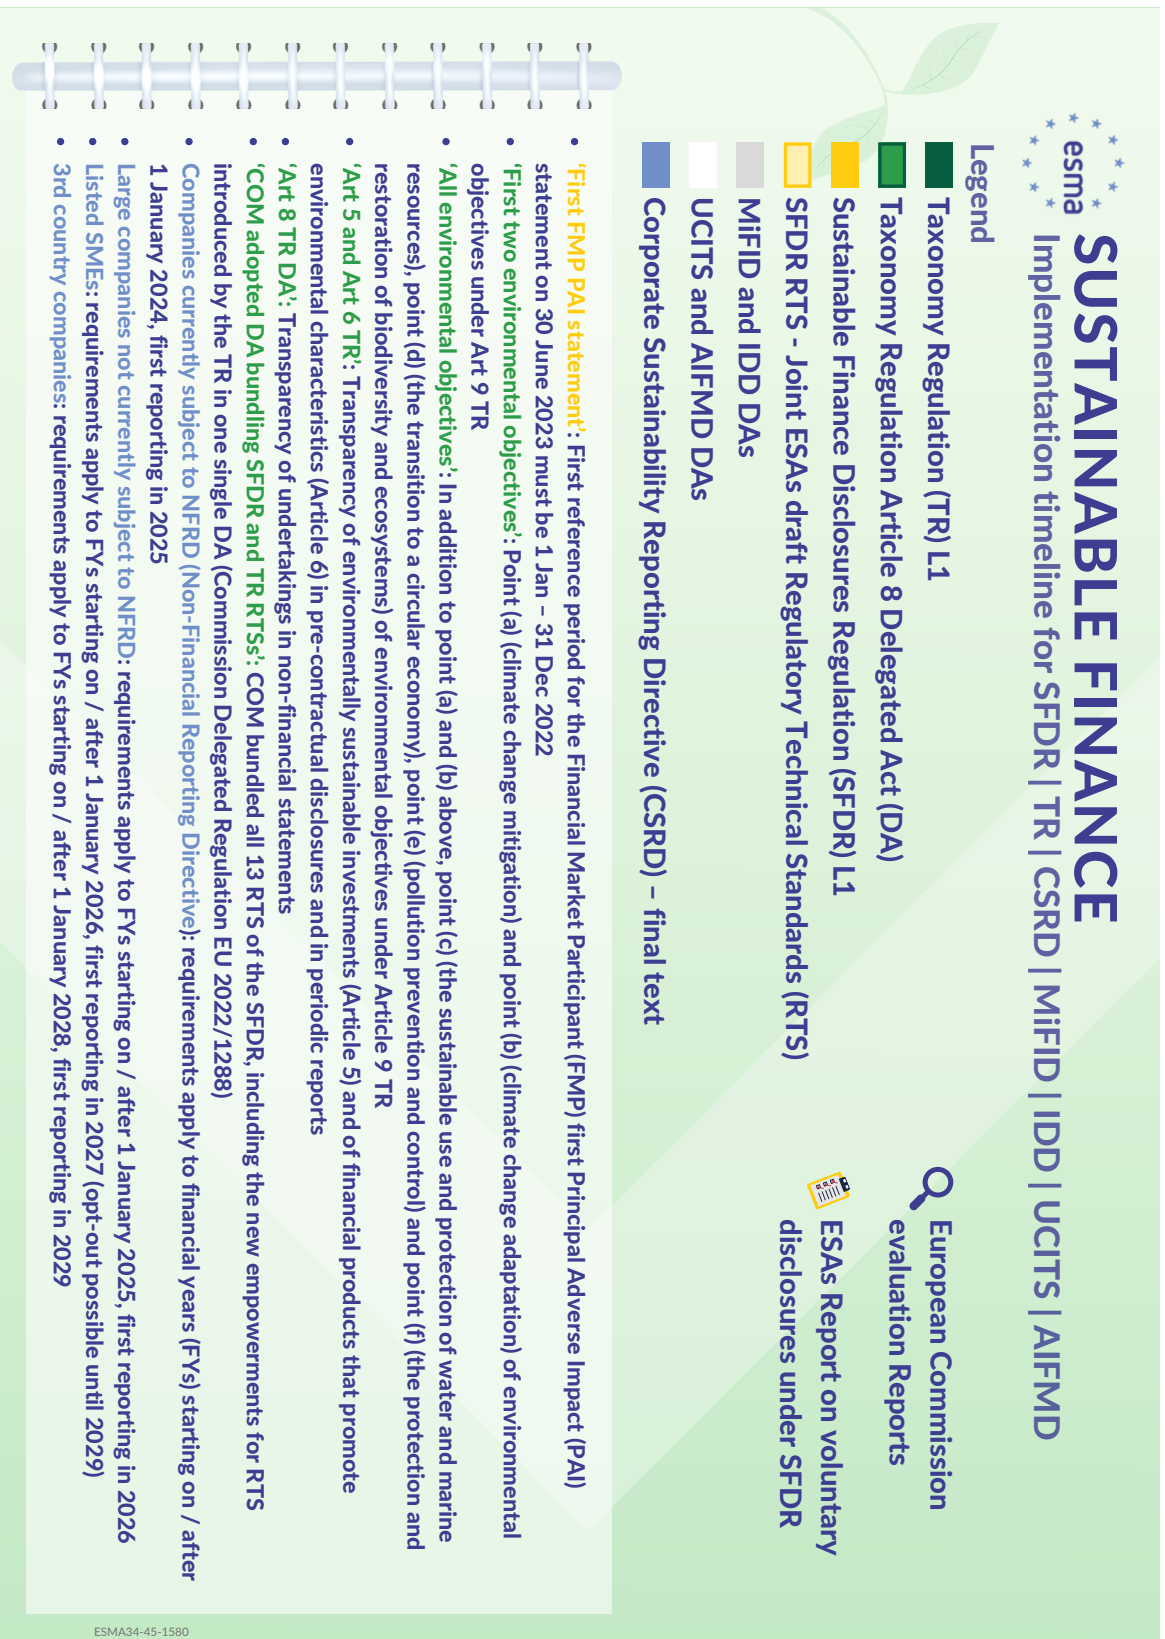 esma
SUSTAINABLE FINANCE
Implementation timeline for SFDR | TR | CSRD | MiFID | IDD | UCITS | AIFMD
Legend
Taxonomy Regulation (TR) L1
Taxonomy Regulation Article 8 Delegated Act (DA)
Sustainable Finance Disclosures Regulation (SFDR) L1
SFDR RTS - Joint ESAs draft Regulatory Technical Standards (RTS)
MiFID and IDD DAs
UCITS and AIFMD DAs
Corporate Sustainability Reporting Directive (CSRD) – final text
European Commission
evaluation Reports
ESAs Report on voluntary
disclosures under SFDR
• ‘First FMP PAI statement’: First reference period for the Financial Market Participant (FMP) first Principal Adverse Impact (PAI)
statement on 30 June 2023 must be 1 Jan – 31 Dec 2022
• ‘First two environmental objectives’: Point (a) (climate change mitigation) and point (b) (climate change adaptation) of environmental
objectives under Art 9 TR
• ‘All environmental objectives’: In addition to point (a) and (b) above, point (c) (the sustainable use and protection of water and marine
resources), point (d) (the transition to a circular economy), point (e) (pollution prevention and control) and point (f) (the protection and
restoration of biodiversity and ecosystems) of environmental objectives under Article 9 TR
• ‘Art 5 and Art 6 TR’: Transparency of environmentally sustainable investments (Article 5) and of financial products that promote
environmental characteristics (Article 6) in pre-contractual disclosures and in periodic reports
• ‘Art 8 TR DA’: Transparency of undertakings in non-financial statements
• ‘COM adopted DA bundling SFDR and TR RTSs’: COM bundled all 13 RTS of the SFDR, including the new empowerments for RTS
introduced by the TR in one single DA (Commission Delegated Regulation EU 2022/1288)
• Companies currently subject to NFRD (Non-Financial Reporting Directive): requirements apply to financial years (FYs) starting on / after
1 January 2024, first reporting in 2025
• Large companies not currently subject to NFRD: requirements apply to FYs starting on / after 1 January 2025, first reporting in 2026
• Listed SMEs: requirements apply to FYs starting on / after 1 January 2026, first reporting in 2027 (opt-out possible until 2029)
• 3rd country companies: requirements apply to FYs starting on / after 1 January 2028, first reporting in 2029
ESMA34-45-1580